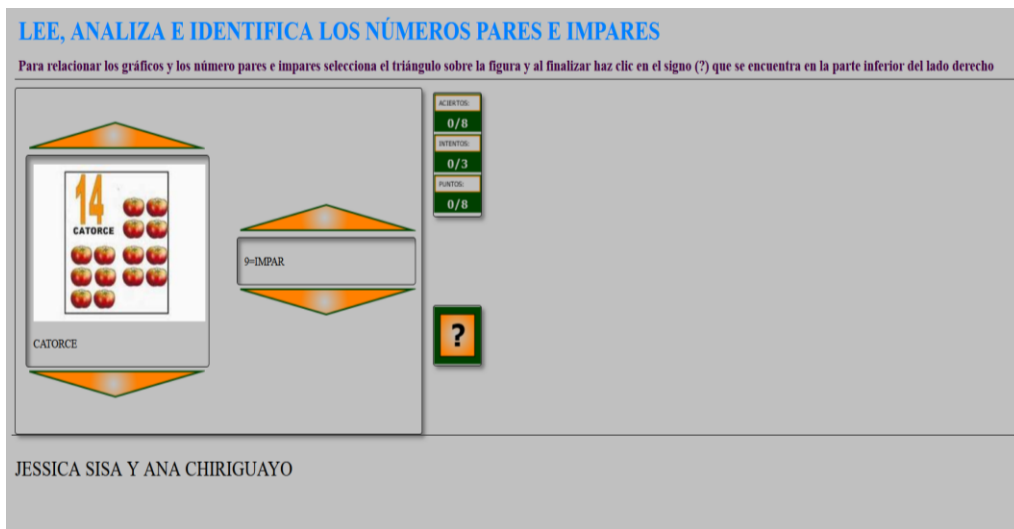 LEE, ANALIZA E IDENTIFICA LOS NÚMEROS PARES E IMPARES
Para relacionar los gráficos y los número pares e impares selecciona el triángulo sobre la figura y al finalizar haz clic en el signo (?) que se encuentra en la parte inferior del lado derecho
14
CATORCE
CATORCE
9=IMPAR
ACIERTOS:
0/8
INTENTOS:
0/3
PUNTOS:
0/8
?
JESSICA SISA Y ANA CHIRIGUAYO